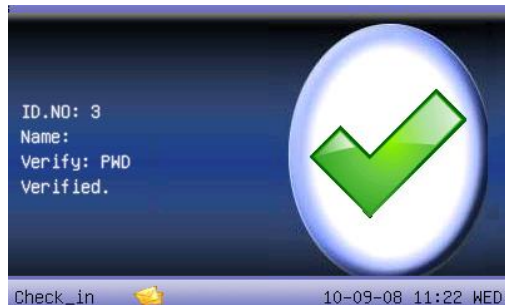 ID.NO: 3
Name:
Verify: PWD
Verified.
Check_in 10-09-08 11:22 WED